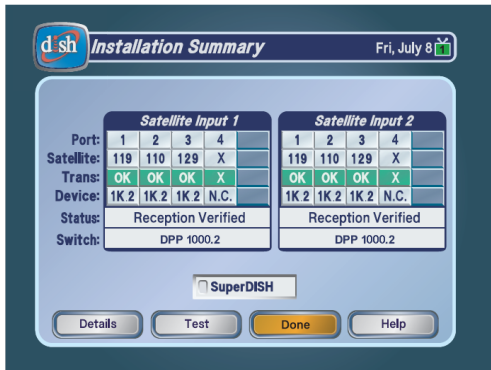 dish Installation Summary Fri, July 8 1
Satellite Input 1 Satellite Input 2
Port: 1 2 3 4 1 2 3 4
Satellite: 119 110 129 X 119 110 129 X
Trans: OK OK OK X OK OK OK X
Device: 1K.2 1K.2 1K.2 N.C. 1K.2 1K.2 1K.2 N.C.
Status: Reception Verified Reception Verified
Switch: DPP 1000.2 DPP 1000.2
SuperDISH
Details Test Done Help